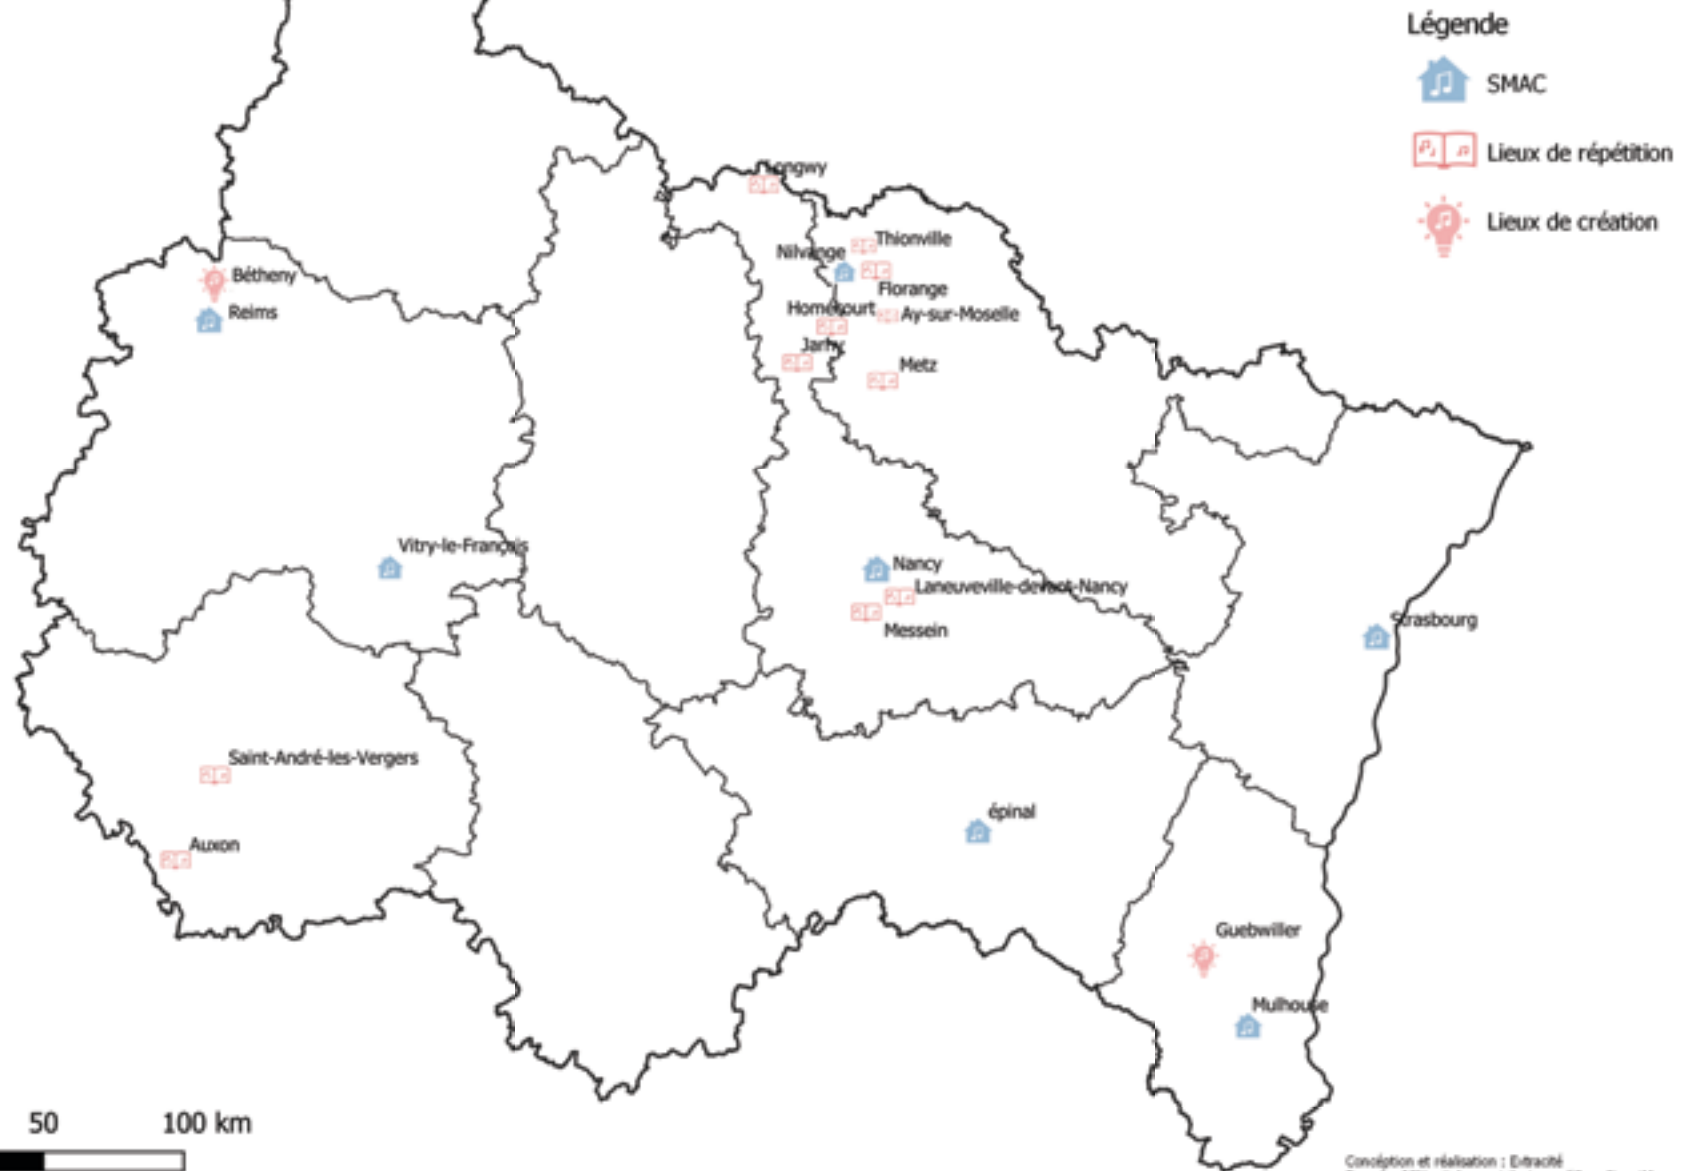 Légende
SMAC
Lieux de répétition
Lieux de création
Longwy
Thionville
Nilvange
Florange
Homécourt
Ay-sur-Moselle
Jarny
Metz
Bétheny
Reims
Vitry-le-François
Nancy
Laneuveville-devant-Nancy
Messein
Strasbourg
Saint-André-les-Vergers
épinal
Auxon
Guebwiller
Mulhouse
50
100 km
Conception et réalisation : Extracité